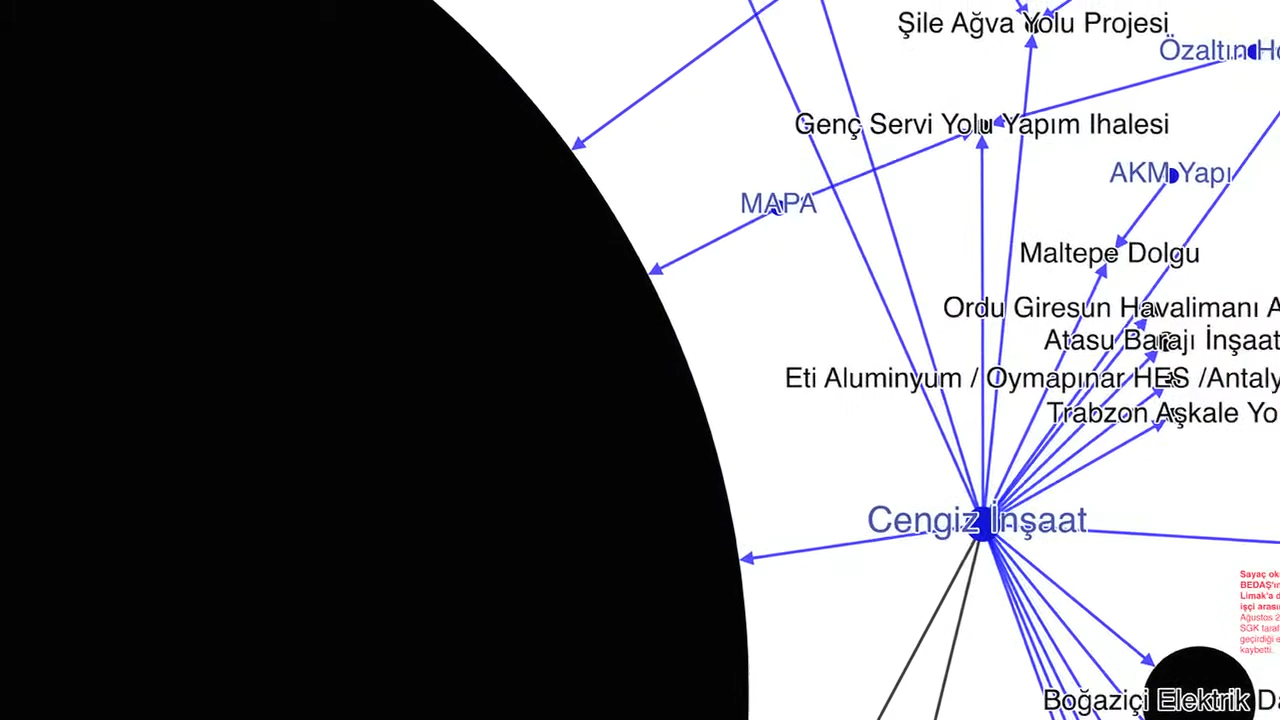 Şile Ağva Yolu Projesi
Özaltın
Genç Servi Yolu Yapım Ihalesi
AKM Yapı
MAPA
Maltepe Dolgu
Ordu Giresun Havalimanı A
Atasu Barajı İnşaat
Eti Aluminyum / Oymapınar HES /Antaly
Trabzon Aşkale Yo
Cengiz İnşaat
Sayaç ok
BEDAŞ'ın
Limak'a d
işçi arasın
Ağustos 2
SGK taraf
geçirdiği e
kaybetti.
Boğaziçi Elektrik Da